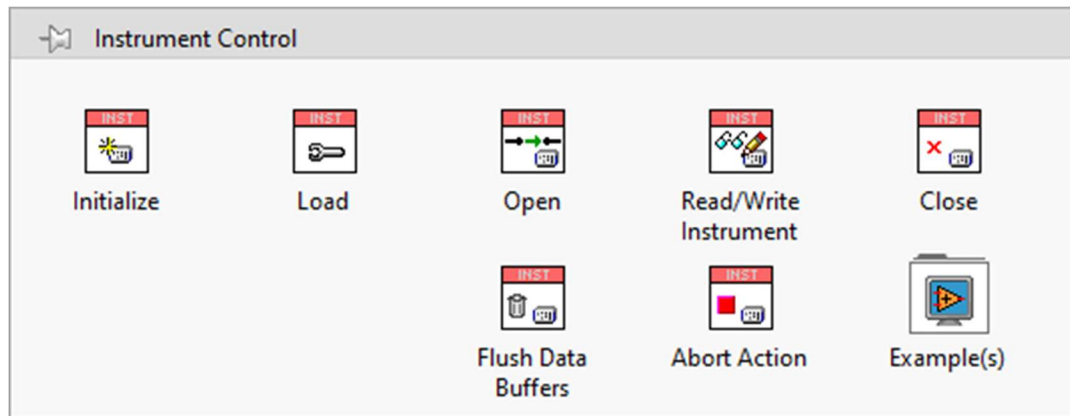 Instrument Control
INST
INST
INST
INST
INST
Initialize
Load
Open
Read/Write
Instrument
Close
INST
INST
Flush Data
Buffers
Abort Action
Example(s)